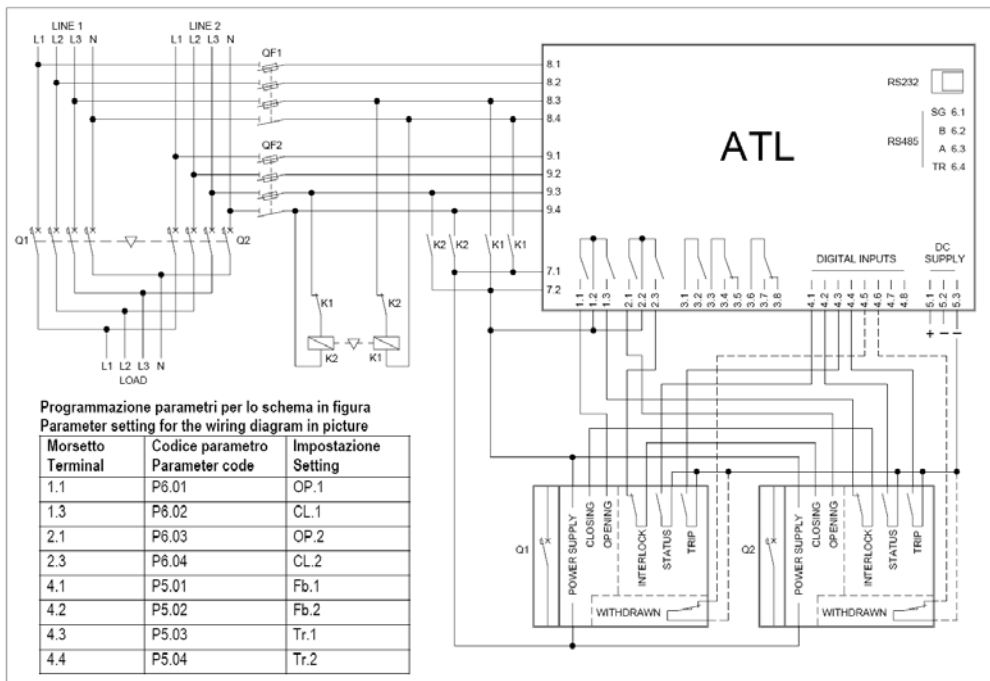 LINE 1 LINE 2
L1 L2 L3 N L1 L2 L3 N
QF1
8.1
8.2
8.3
8.4
QF2
9.1
9.2
9.3
9.4
ATL
RS232
RS485
SG 6.1
B 6.2
A 6.3
TR 6.4
Q1 Q2
K2 K2 K1 K1
7.1
7.2
DIGITAL INPUTS
DC
SUPPLY
1.1 1.2 1.3 2.1 2.2 2.3 3.1 3.2 3.3 3.4 3.5 3.6 3.7 3.8 4.1 4.2 4.3 4.4 4.5 4.6 4.7 4.8 5.1 5.2 5.3
+ − −
K1 K2
K2 K1
L1 L2 L3 N
LOAD
Programmazione parametri per lo schema in figura
Parameter setting for the wiring diagram in picture
Morsetto Codice parametro Impostazione
Terminal Parameter code Setting
1.1 P6.01 OP.1
1.3 P6.02 CL.1
2.1 P6.03 OP.2
2.3 P6.04 CL.2
4.1 P5.01 Fb.1
4.2 P5.02 Fb.2
4.3 P5.03 Tr.1
4.4 P5.04 Tr.2
Q1
POWER SUPPLY
CLOSING
OPENING
INTERLOCK
STATUS
TRIP
WITHDRAWN
Q2
POWER SUPPLY
CLOSING
OPENING
INTERLOCK
STATUS
TRIP
WITHDRAWN